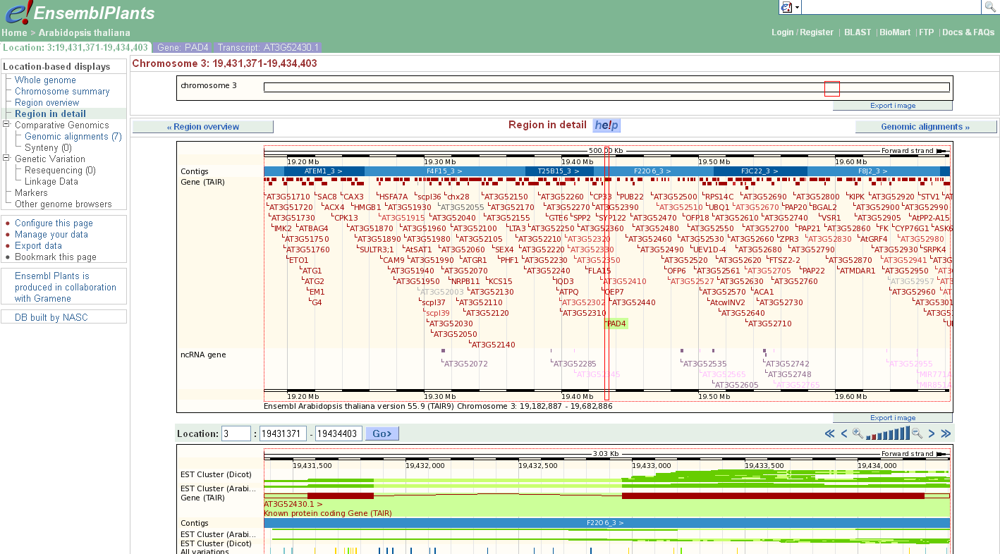 e! EnsemblPlants
Home > Arabidopsis thaliana
Login / Register | BLAST | BioMart | FTP | Docs & FAQs
Location: 3:19,431,371-19,434,403 Gene: PAD4 Transcript: AT3G52430.1
Location-based displays
Whole genome
Chromosome summary
Region overview
Region in detail
Comparative Genomics
Genomic alignments (7)
Synteny (0)
Genetic Variation
Resequencing (0)
Linkage Data
Markers
Other genome browsers
Configure this page
Manage your data
Export data
Bookmark this page
Ensembl Plants is
produced in collaboration
with Gramene
DB built by NASC
Chromosome 3: 19,431,371-19,434,403
chromosome 3
Export image
« Region overview Region in detail he!p Genomic alignments »
500.00 Kb Forward strand
19.20 Mb 19.30 Mb 19.40 Mb 19.50 Mb 19.60 Mb
Contigs ATEM1_3 > F4F15_3 > T25B15_3 > F22O6_3 > F3C22_3 > F8J2_3 >
Gene (TAIR)
AT3G51710 SAC8 CAX3 HSFA7A scpl36 chx28 AT3G52150 AT3G52260 CP33 PUB22 AT3G52500 RPS14C AT3G52690 AT3G52800 KIPK AT3G52920 STV1
AT3G51720 ACX4 HMGB1 AT3G51930 AT3G52055 AT3G52170 AT3G52270 AT3G52390 AT3G52510 UBQ1 AT3G52670 PAP20 BGAL2 AT3G52900 AT3G52990
AT3G51730 CPK13 AT3G51915 AT3G52040 AT3G52155 GTE6 SPP2 SYP122 AT3G52470 OFP18 AT3G52610 AT3G52740 VSR1 AT3G52905 AtPP2-A15
IMK2 ATBAG4 AT3G51870 AT3G51960 AT3G52100 LTA3 AT3G52250 AT3G52360 AT3G52480 AT3G52550 AT3G52700 PAP21 AT3G52860 FK CYP76G1 ASK6
AT3G51750 AT3G51890 AT3G51980 AT3G52105 AT3G52210 AT3G52320 AT3G52460 AT3G52530 AT3G52660 ZPR3 AT3G52830 AtGRF4 AT3G52980
AT3G51760 SULTR3;1 AtSAT1 AT3G52060 SEX4 AT3G52220 AT3G52330 AT3G52490 UEV1D-4 AT3G52680 AT3G52790 AT3G52930 SRPK4
ETO1 CAM9 AT3G51990 ATGR1 PHF1 AT3G52230 AT3G52350 AT3G52520 AT3G52620 FTSZ2-2 AT3G52870 AT3G52941
ATG1 AT3G51940 AT3G52070 AT3G52240 FLA15 OFP6 AT3G52561 AT3G52705 PAP22 ATMDAR1 AT3G52950
ATG2 AT3G51950 NRPB11 KCS15 IQD3 AT3G52410 AT3G52527 AT3G52630 AT3G52760 AT3G52957
EM1 AT3G52003 AT3G52130 ATPQ OEP7 AT3G52570 ACA1 AT3G52960
G4 scpl37 AT3G52110 AT3G52302 AT3G52440 AtcwINV2 AT3G52730
scpl39 AT3G52120 AT3G52310 AT3G52640
AT3G52030 PAD4 AT3G52710
AT3G52050
AT3G52140
ncRNA gene
AT3G52072 AT3G52285 AT3G52535 AT3G52742 AT3G52955
AT3G52345 AT3G52565 AT3G52748 MIR771A
AT3G52605 AT3G52765 MIR851A
19.20 Mb 19.30 Mb 19.40 Mb 19.50 Mb 19.60 Mb
Ensembl Arabidopsis thaliana version 55.9 (TAIR9) Chromosome 3: 19,182,887 - 19,682,886
Export image
Location: 3 : 19431371 - 19434403 Go>
3.03 Kb Forward strand
19,431,500 19,432,000 19,432,500 19,433,000 19,433,500 19,434,000
EST Cluster (Dicot)
EST Cluster (Arabi...
Gene (TAIR)
AT3G52430.1 >
Known protein coding Gene (TAIR)
Contigs F22O6_3 >
EST Cluster (Arabi...
EST Cluster (Dicot)
All variations